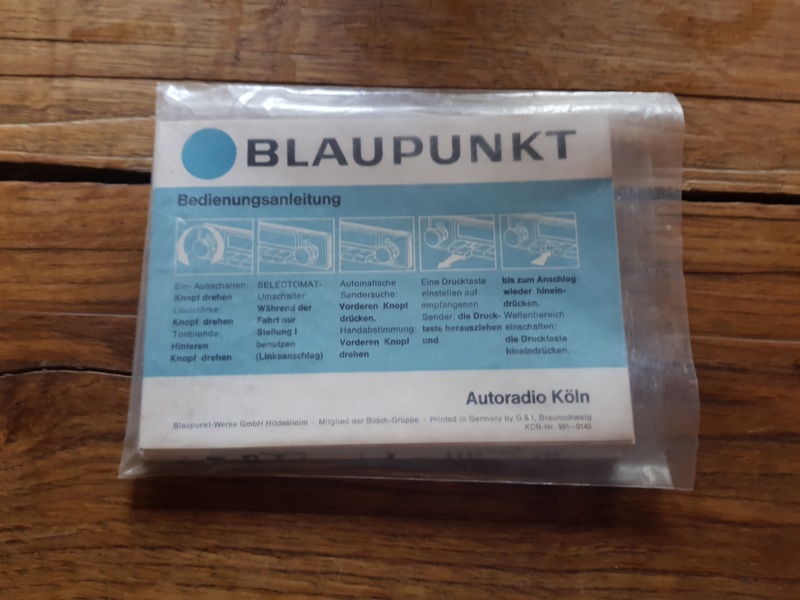 BLAUPUNKT
Bedienungsanleitung
Ein- Ausschalten:
Knopf drehen
Lautstärke:
Knopf drehen
Tonblende:
Hinteren
Knopf drehen
SELECTOMAT-
Umschalter:
Während der
Fahrt nur
Stellung I
benutzen
(Linksanschlag)
Automatische
Sendersuche:
Vorderen Knopf
drücken.
Handabstimmung:
Vorderen Knopf
drehen
Eine Drucktaste
einstellen auf
empfangenen
Sender: die Druck-
taste herausziehen
und
bis zum Anschlag
wieder hinein-
drücken.
Wellenbereich
einschalten:
die Drucktaste
hineindrücken.
Autoradio Köln
Blaupunkt-Werke GmbH Hildesheim · Mitglied der Bosch-Gruppe · Printed in Germany by G & I, Braunschweig
KDB-Nr. 861—0140